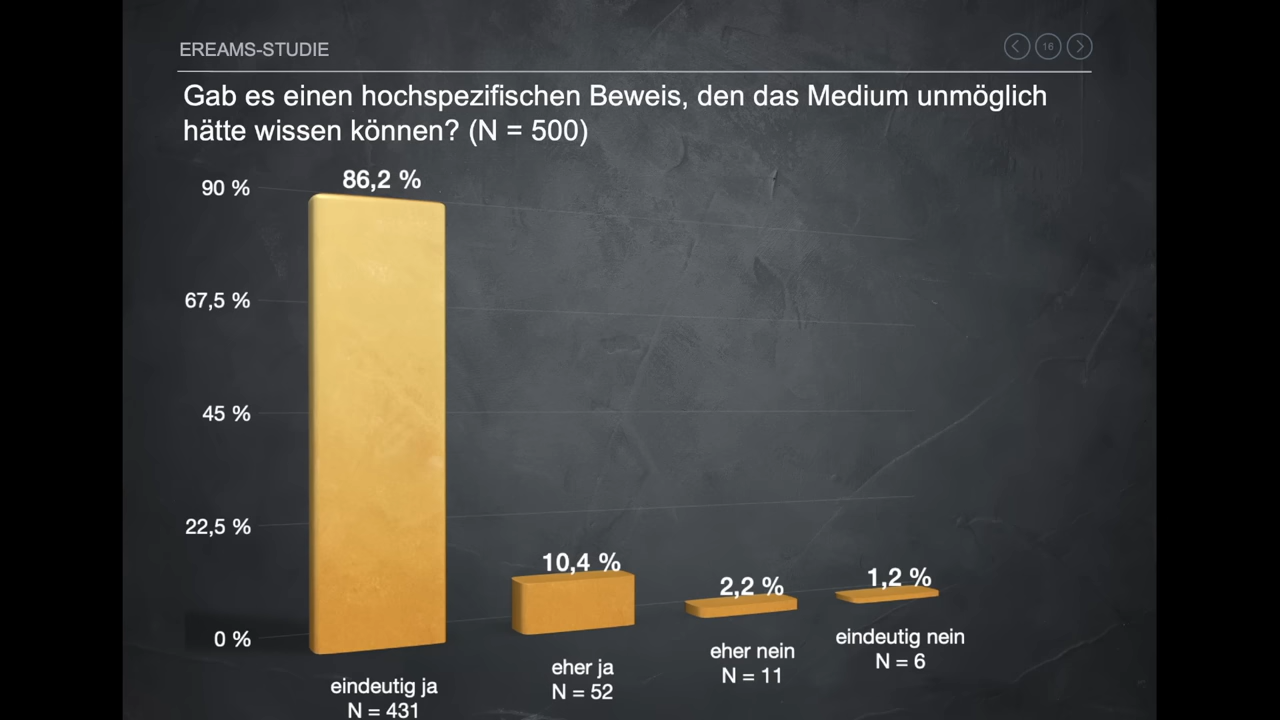 EREAMS-STUDIE
16
Gab es einen hochspezifischen Beweis, den das Medium unmöglich
hätte wissen können? (N = 500)
90 %
67,5 %
45 %
22,5 %
0 %
86,2 %
10,4 %
2,2 %
1,2 %
eindeutig ja
N = 431
eher ja
N = 52
eher nein
N = 11
eindeutig nein
N = 6